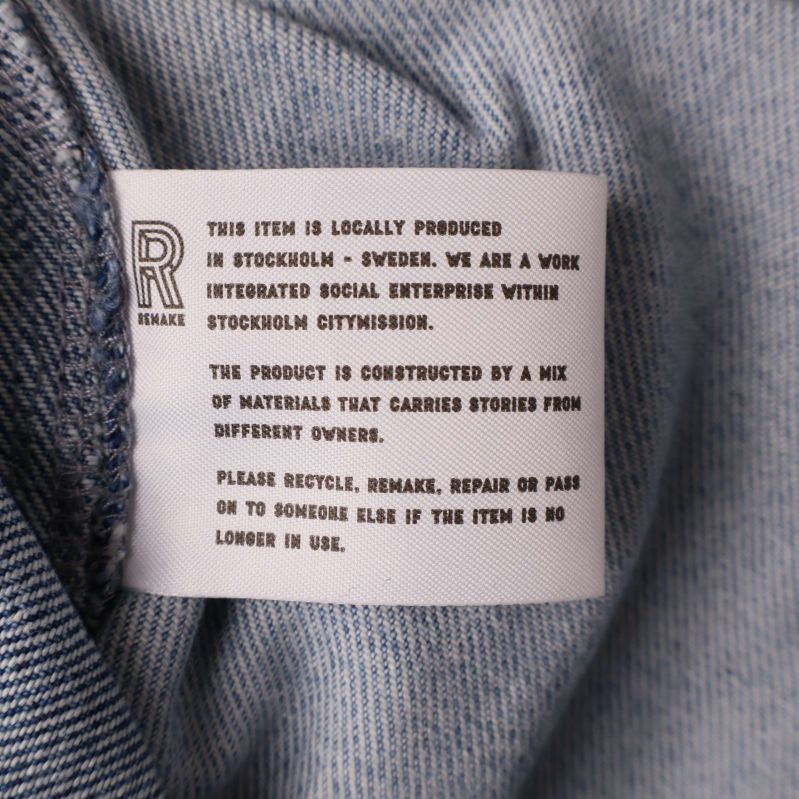 R
REMAKE
THIS ITEM IS LOCALLY PRODUCED
IN STOCKHOLM - SWEDEN. WE ARE A WORK
INTEGRATED SOCIAL ENTERPRISE WITHIN
STOCKHOLM CITYMISSION.
THE PRODUCT IS CONSTRUCTED BY A MIX
OF MATERIALS THAT CARRIES STORIES FROM
DIFFERENT OWNERS.
PLEASE RECYCLE, REMAKE, REPAIR OR PASS
ON TO SOMEONE ELSE IF THE ITEM IS NO
LONGER IN USE.